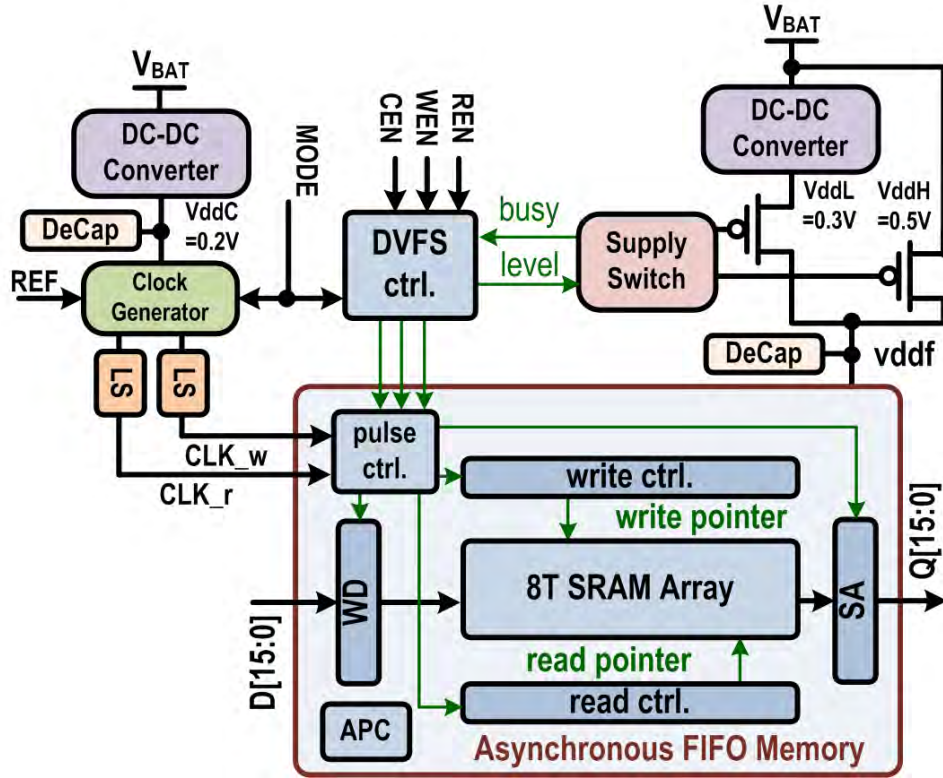 V_BAT
DC-DC
Converter
VddC
=0.2V
DeCap
REF
Clock
Generator
LS
LS
CLK_w
CLK_r
MODE
CEN
WEN
REN
DVFS
ctrl.
busy
level
Supply
Switch
V_BAT
DC-DC
Converter
VddL
=0.3V
VddH
=0.5V
DeCap
vddf
pulse
ctrl.
write ctrl.
write pointer
WD
8T SRAM Array
SA
D[15:0]
Q[15:0]
read pointer
read ctrl.
APC
Asynchronous FIFO Memory